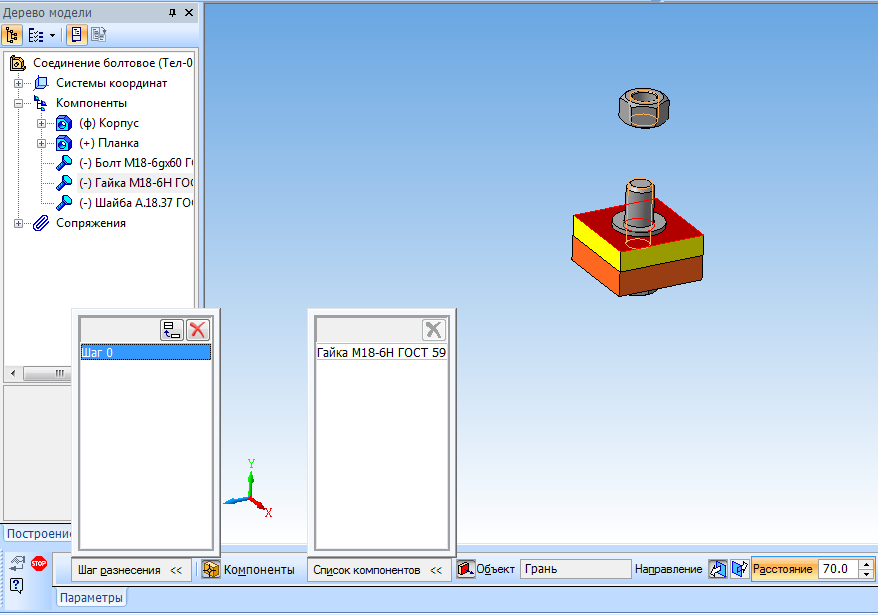 Дерево модели
Соединение болтовое (Тел-0
Системы координат
Компоненты
(ф) Корпус
(+) Планка
(-) Болт М18-6gx60 Г
(-) Гайка М18-6Н ГО
(-) Шайба А.18.37 ГО
Сопряжения
Шаг 0
Гайка М18-6Н ГОСТ 59
Y
X
Построение
STOP
Шаг разнесения <<
Компоненты
Список компонентов <<
Объект
Грань
Направление
Расстояние
70.0
Параметры